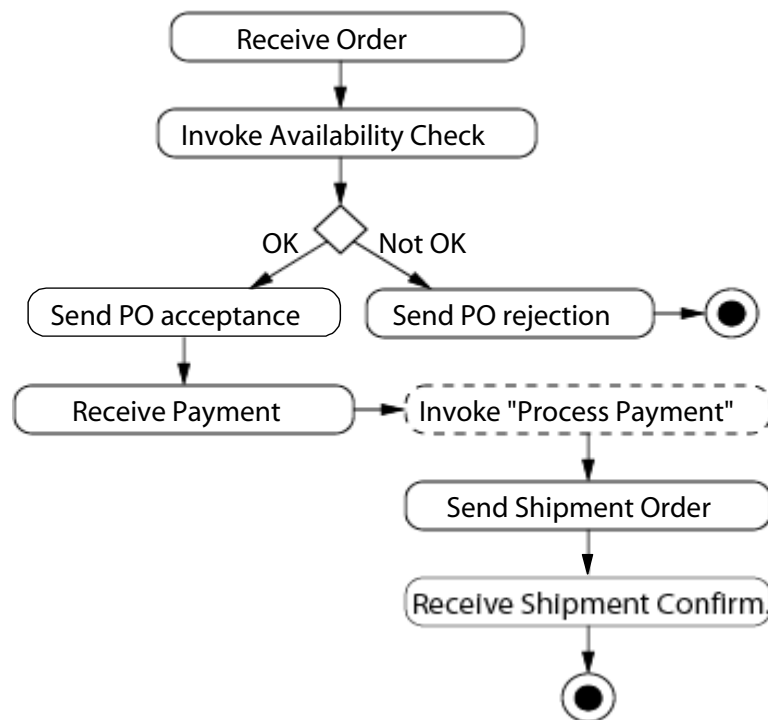 Receive Order
Invoke Availability Check
OK
Not OK
Send PO acceptance
Send PO rejection
Receive Payment
Invoke "Process Payment"
Send Shipment Order
Receive Shipment Confirm.